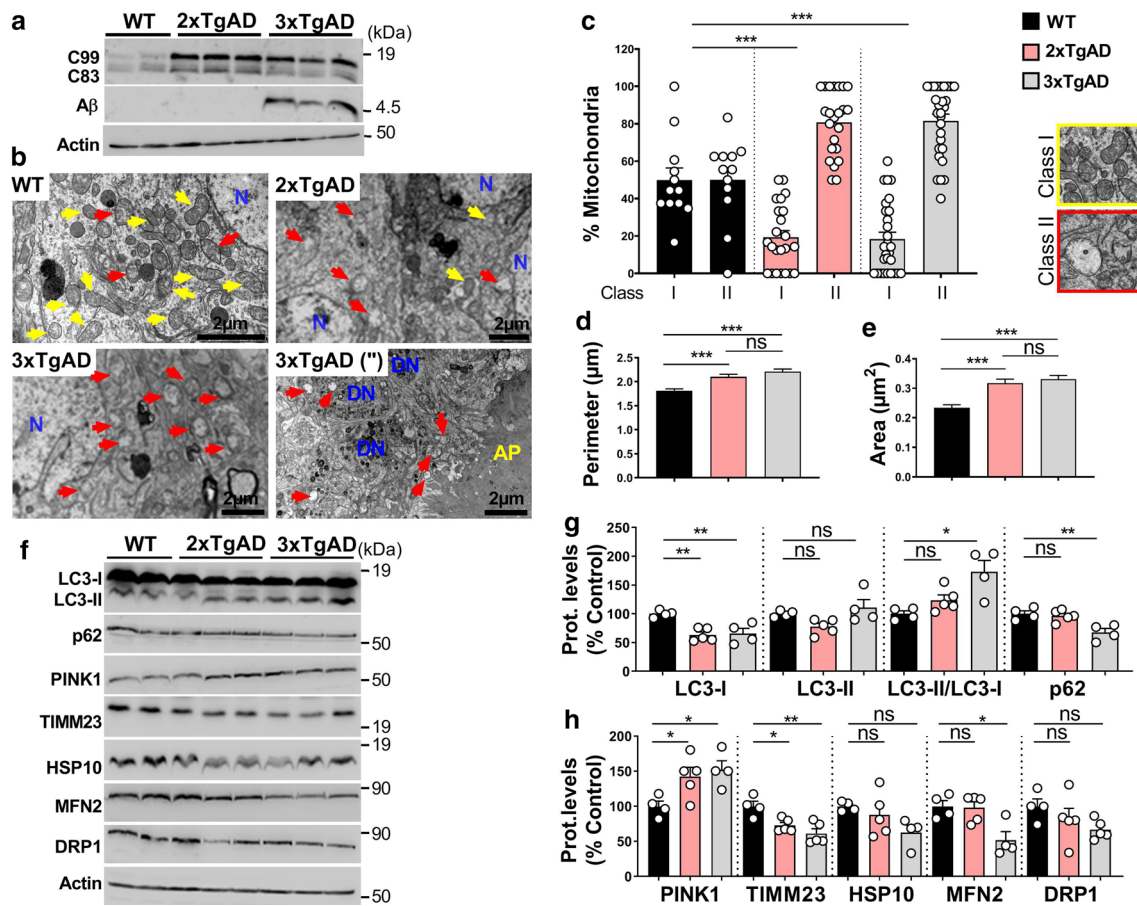 a
WT 2xTgAD 3xTgAD (kDa)
C99
C83
19
Aβ
4.5
Actin
50
b
WT
N
2µm
2xTgAD
N
N
2µm
3xTgAD
N
2µm
3xTgAD (")
DN
DN
DN
AP
2µm
c
***
***
% Mitochondria
120
100
80
60
40
20
0
Class I II I II I II
WT
2xTgAD
3xTgAD
Class I
Class II
d
***
***
ns
Perimeter (µm)
2.5
2.0
1.5
1.0
0.5
0.0
e
***
***
ns
Area (µm²)
0.4
0.3
0.2
0.1
0.0
f
WT 2xTgAD 3xTgAD (kDa)
LC3-I
LC3-II
19
p62
50
PINK1
50
TIMM23
19
HSP10
19
MFN2
90
DRP1
90
Actin
50
g
Prot. levels
(% Control)
250
200
150
100
50
0
** ns * **
** ns ns ns
LC3-I LC3-II LC3-II/LC3-I p62
h
Prot.levels
(% Control)
200
150
100
50
0
* ** ns * ns
* * ns ns ns
PINK1 TIMM23 HSP10 MFN2 DRP1